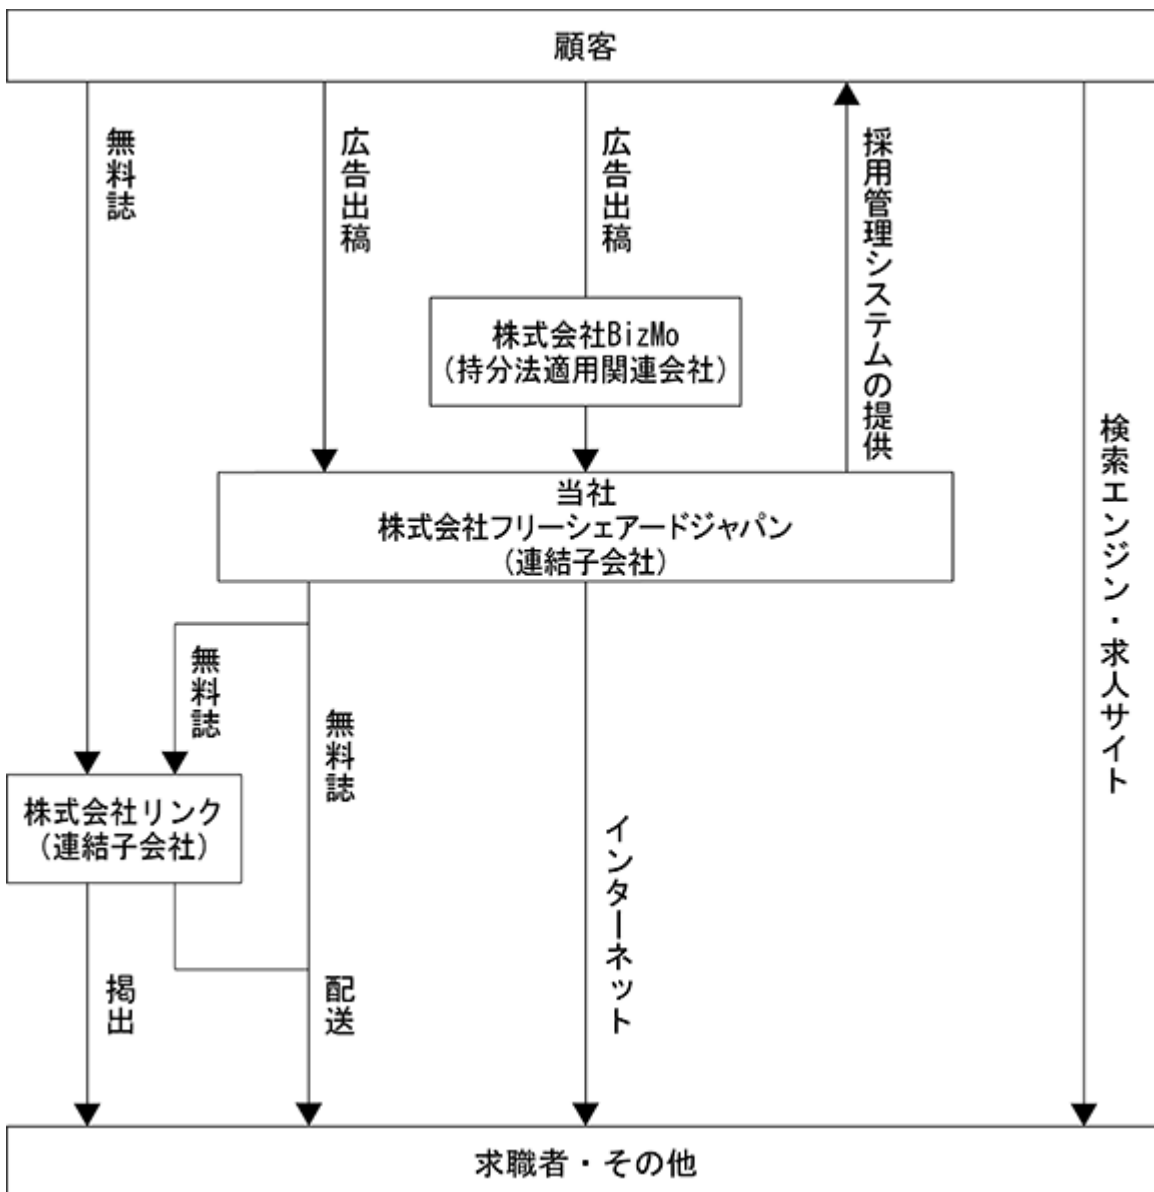 顧客
無料誌
広告出稿
広告出稿
採用管理システムの提供
検索エンジン・求人サイト
株式会社BizMo
（持分法適用関連会社）
当社
株式会社フリーシェアードジャパン
（連結子会社）
無料誌
無料誌
株式会社リンク
（連結子会社）
インターネット
掲出
配送
求職者・その他